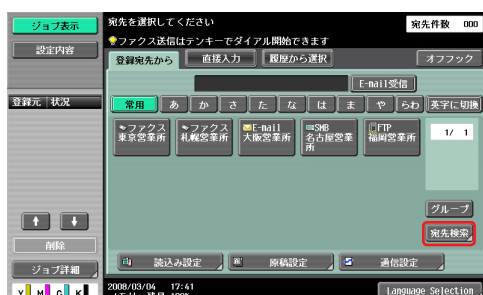 ジョブ表示
設定内容
登録元 状況
削除
ジョブ詳細
Y M C K
宛先を選択してください
宛先件数 000
ファクス送信はテンキーでダイアル開始できます
登録宛先から 直接入力 履歴から選択 オフフック
E-mail受信
常用 あ か さ た な は ま や らわ 英字に切換
ファクス
東京営業所
ファクス
札幌営業所
E-mail
大阪営業所
SMB
名古屋営業
所
FTP
福岡営業所
1/ 1
グループ
宛先検索
読込み設定 原稿設定 通信設定
2008/03/04 17:41
Language Selection